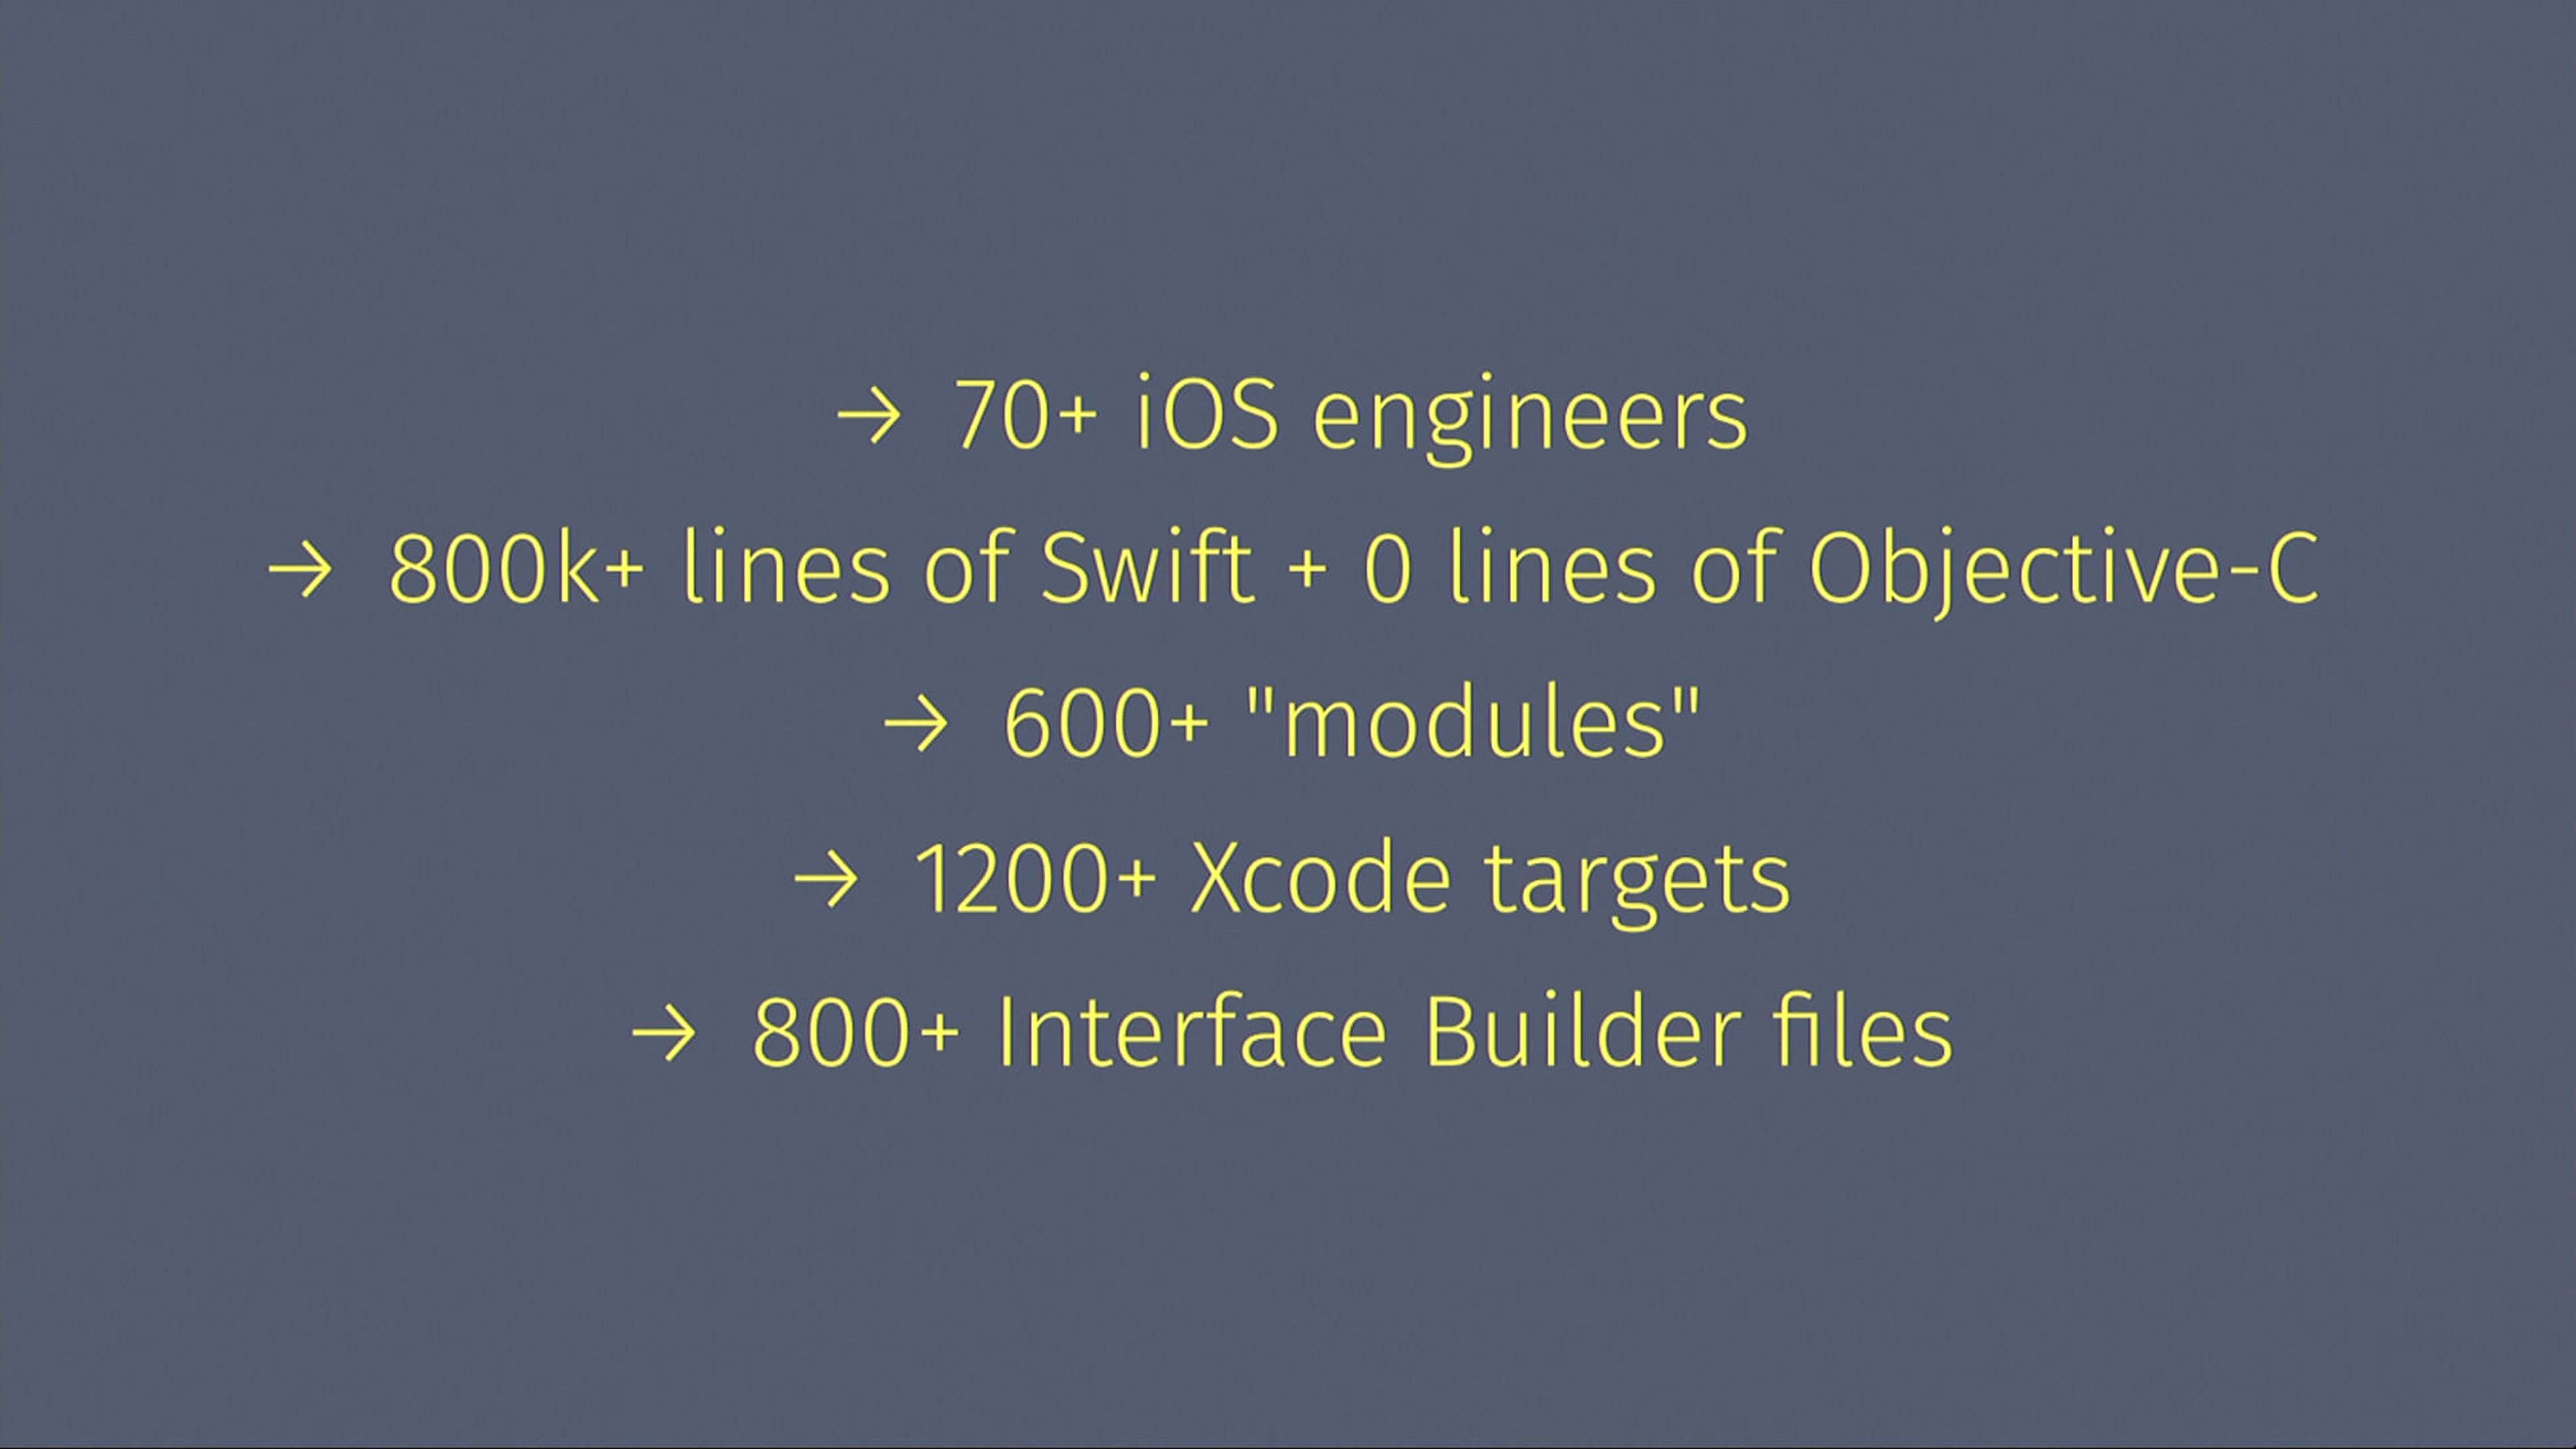 → 70+ iOS engineers
→ 800k+ lines of Swift + 0 lines of Objective-C
→ 600+ "modules"
→ 1200+ Xcode targets
→ 800+ Interface Builder files